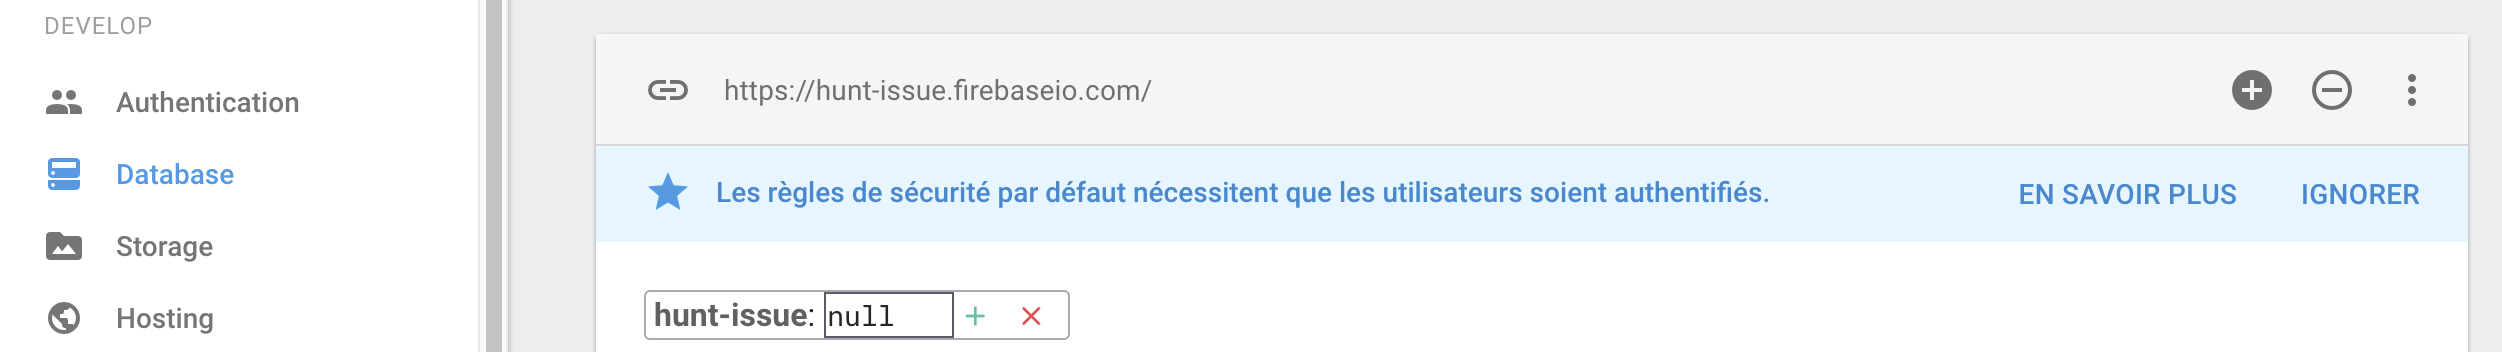 DEVELOP
Authentication
Database
Storage
Hosting
https://hunt-issue.firebaseio.com/
Les règles de sécurité par défaut nécessitent que les utilisateurs soient authentifiés.
EN SAVOIR PLUS
IGNORER
hunt-issue: null